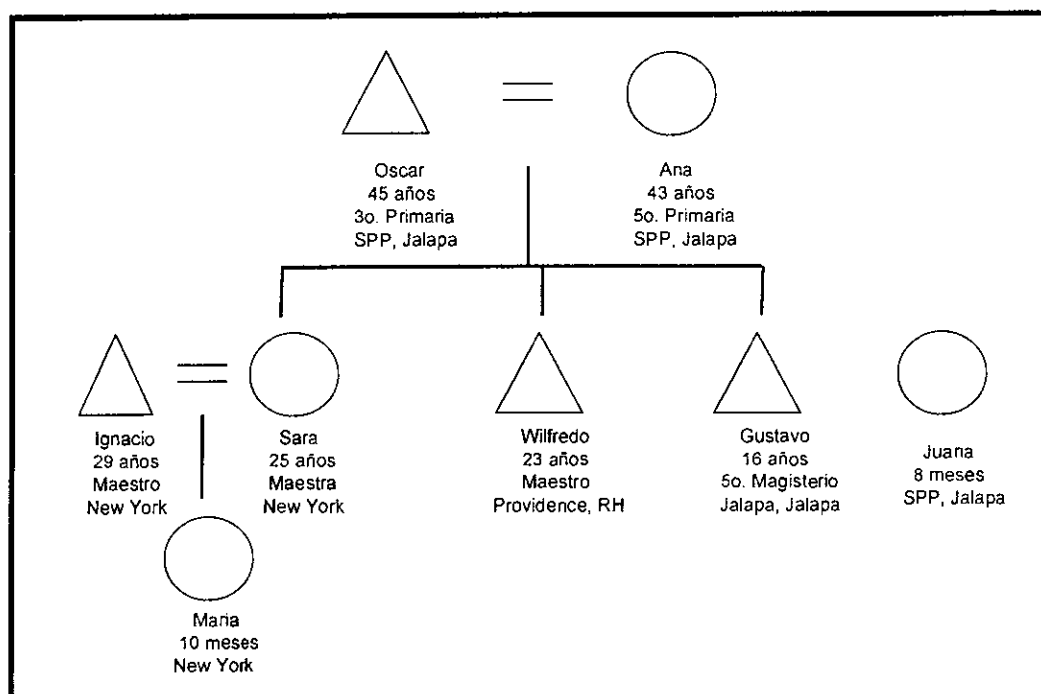 Oscar
45 años
3o. Primaria
SPP, Jalapa
Ana
43 años
5o. Primaria
SPP, Jalapa
Ignacio
29 años
Maestro
New York
Sara
25 años
Maestra
New York
Wilfredo
23 años
Maestro
Providence, RH
Gustavo
16 años
5o. Magisterio
Jalapa, Jalapa
Juana
8 meses
SPP, Jalapa
Maria
10 meses
New York